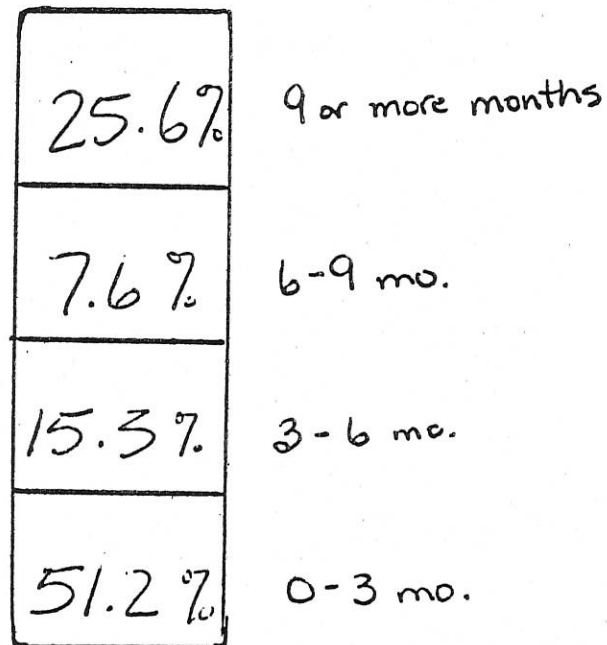 25.6% 9 or more months
7.6% 6-9 mo.
15.3% 3-6 mo.
51.2% 0-3 mo.